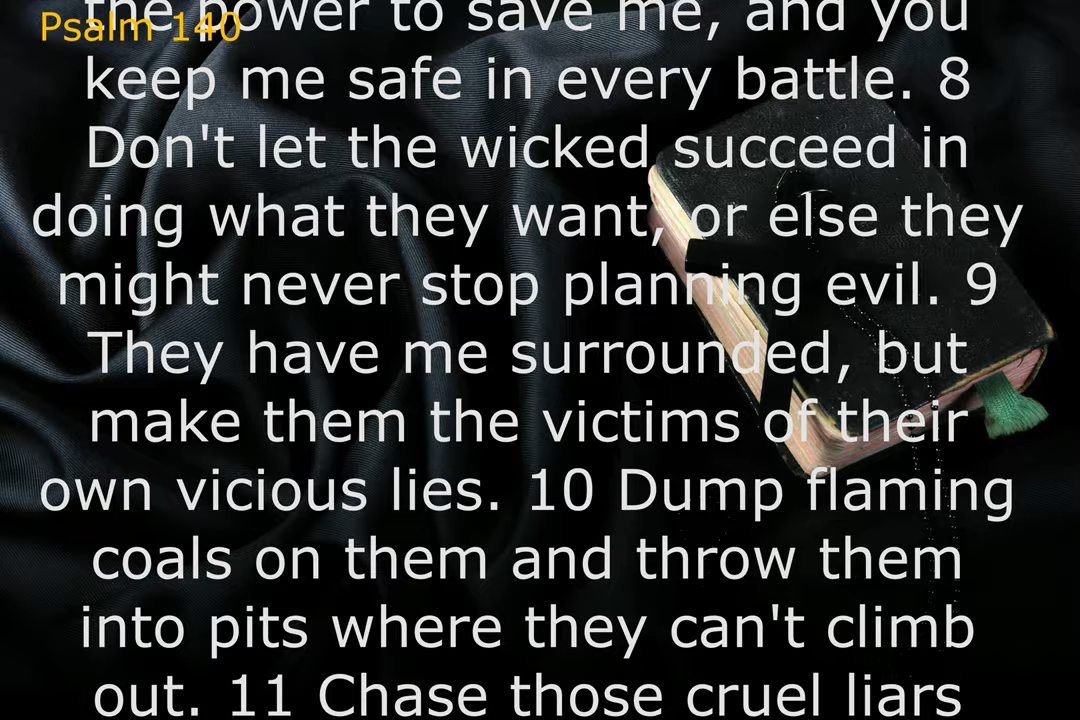 Psalm 140
the power to save me, and you
keep me safe in every battle. 8
Don't let the wicked succeed in
doing what they want, or else they
might never stop planning evil. 9
They have me surrounded, but
make them the victims of their
own vicious lies. 10 Dump flaming
coals on them and throw them
into pits where they can't climb
out. 11 Chase those cruel liars